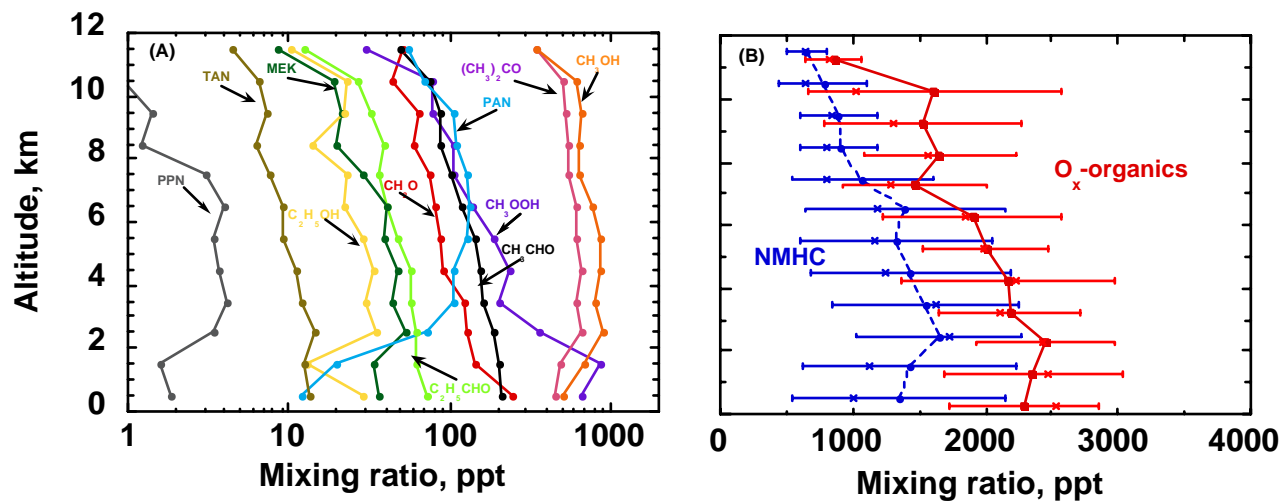 12
10
8
6
4
2
0
Altitude, km
(A)
TAN
MEK
(CH3)2CO
CH3OH
PAN
PPN
C2H5OH
CH2O
CH3OOH
CH3CHO
C2H5CHO
1
10
100
1000
Mixing ratio, ppt
(B)
Ox-organics
NMHC
0
1000
2000
3000
4000
Mixing ratio, ppt